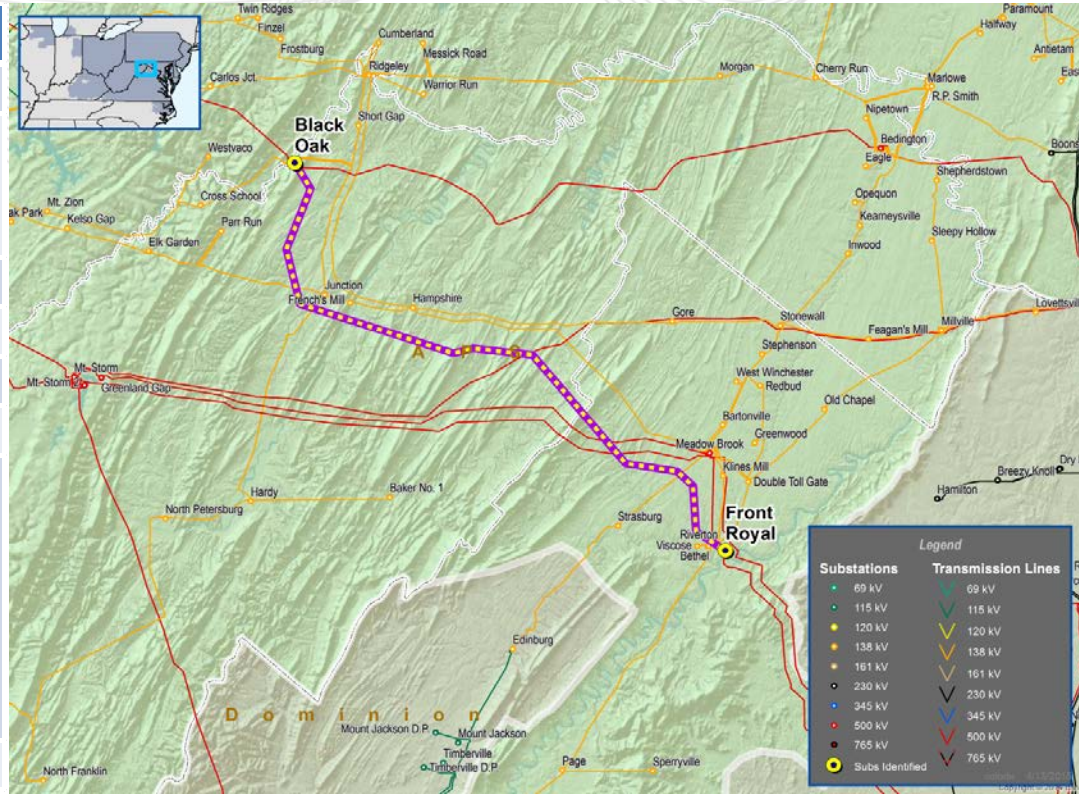 Twin Ridges
Finzel
Frostburg
Cumberland
Messick Road
Ridgeley
Warrior Run
Carlos Jct.
Short Gap
Morgan
Cherry Run
Paramount
Halfway
Antietam
Marlowe
R.P. Smith
Nipetown
Bedington
Eagle
Shepherdstown
Opequon
Kearneysville
Sleepy Hollow
Inwood
Black
Oak
Westvaco
Cross School
Mt. Zion
Kelso Gap
Parr Run
Elk Garden
Junction
French's Mill
Hampshire
Gore
Stonewall
Feagan's Mill
Millville
Stephenson
A P S
Mt. Storm
Greenland Gap
West Winchester
Redbud
Old Chapel
Bartonville
Greenwood
Meadow Brook
Klines Mill
Double Toll Gate
Breezy Knoll
Hamilton
Hardy
Baker No. 1
North Petersburg
Strasburg
Front
Royal
Riverton
Viscose
Bethel
Edinburg
Dominion
Mount Jackson D.P.
Mount Jackson
Timberville
Timberville D.P.
North Franklin
Page
Sperryville
Legend
Substations Transmission Lines
69 kV 69 kV
115 kV 115 kV
120 kV 120 kV
138 kV 138 kV
161 kV 161 kV
230 kV 230 kV
345 kV 345 kV
500 kV 500 kV
765 kV 765 kV
Subs Identified